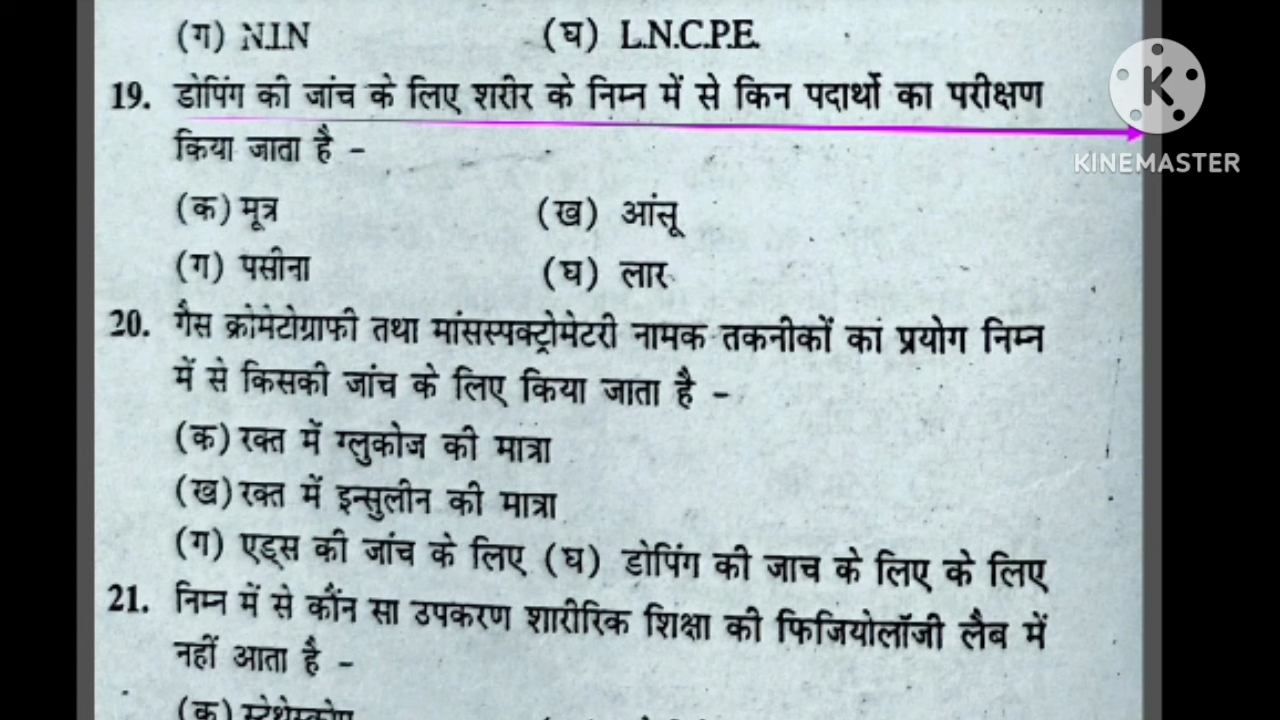 (ग) N.I.N (घ) L.N.C.P.E.
19. डोपिंग की जांच के लिए शरीर के निम्न में से किन पदार्थो का परीक्षण
किया जाता है -
(क) मूत्र (ख) आंसू
(ग) पसीना (घ) लार
20. गैस क्रोमेटोग्राफी तथा मांसस्पक्ट्रोमेटरी नामक तकनीकों का प्रयोग निम्न
में से किसकी जांच के लिए किया जाता है -
(क) रक्त में ग्लुकोज की मात्रा
(ख) रक्त में इन्सुलीन की मात्रा
(ग) एड्स की जांच के लिए (घ) डोपिंग की जाच के लिए के लिए
21. निम्न में से कौंन सा उपकरण शारीरिक शिक्षा की फिजियोलॉजी लैब में
नहीं आता है -
(क) स्टेथेस्कोप
K
KINEMASTER